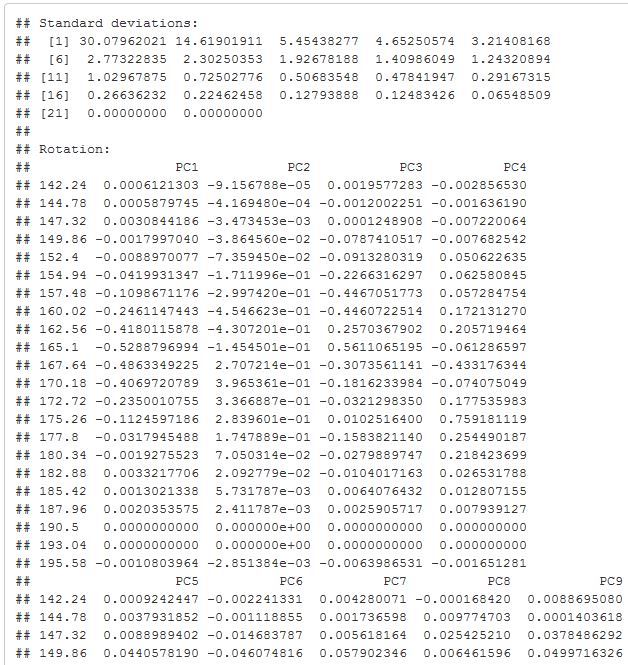 ## Standard deviations:
## [1] 30.07962021 14.61901911 5.45438277 4.65250574 3.21408168
## [6] 2.77322835 2.30250353 1.92678188 1.40986049 1.24320894
## [11] 1.02967875 0.72502776 0.50683548 0.47841947 0.29167315
## [16] 0.26636232 0.22462458 0.12793888 0.12483426 0.06548509
## [21] 0.00000000 0.00000000
##
## Rotation:
## PC1 PC2 PC3 PC4
## 142.24 0.0006121303 -9.156788e-05 0.0019577283 -0.002856530
## 144.78 0.0005879745 -4.169480e-04 -0.0012002251 -0.001636190
## 147.32 0.0030844186 -3.473453e-03 0.0001248908 -0.007220064
## 149.86 -0.0017997040 -3.864560e-02 -0.0787410517 -0.007682542
## 152.4 -0.0088970077 -7.359450e-02 -0.0913280319 0.050622635
## 154.94 -0.0419931347 -1.711996e-01 -0.2266316297 0.062580845
## 157.48 -0.1098671176 -2.997420e-01 -0.4467051773 0.057284754
## 160.02 -0.2461147443 -4.546623e-01 -0.4460722514 0.172131270
## 162.56 -0.4180115878 -4.307201e-01 0.2570367902 0.205719464
## 165.1 -0.5288796994 -1.454501e-01 0.5611065195 -0.061286597
## 167.64 -0.4863349225 2.707214e-01 -0.3073561141 -0.433176344
## 170.18 -0.4069720789 3.965361e-01 -0.1816233984 -0.074075049
## 172.72 -0.2350010755 3.366887e-01 -0.0321298350 0.177535983
## 175.26 -0.1124597186 2.839601e-01 0.0102516400 0.759181119
## 177.8 -0.0317945488 1.747889e-01 -0.1583821140 0.254490187
## 180.34 -0.0019275523 7.050314e-02 -0.0279889747 0.218423699
## 182.88 0.0033217706 2.092779e-02 -0.0104017163 0.026531788
## 185.42 0.0013021338 5.731787e-03 0.0064076432 0.012807155
## 187.96 0.0020353575 2.411787e-03 0.0025905717 0.007939127
## 190.5 0.0000000000 0.000000e+00 0.0000000000 0.000000000
## 193.04 0.0000000000 0.000000e+00 0.0000000000 0.000000000
## 195.58 -0.0010803964 -2.851384e-03 -0.0063986531 -0.001651281
## PC5 PC6 PC7 PC8 PC9
## 142.24 0.0009242447 -0.002241331 0.004280071 -0.000168420 0.0088695080
## 144.78 0.0037931852 -0.001118855 0.001736598 0.009774703 0.0001403618
## 147.32 0.0088989402 -0.014683787 0.005618164 0.025425210 0.0378486292
## 149.86 0.0440578190 -0.046074816 0.057902346 0.006461596 0.0499716326